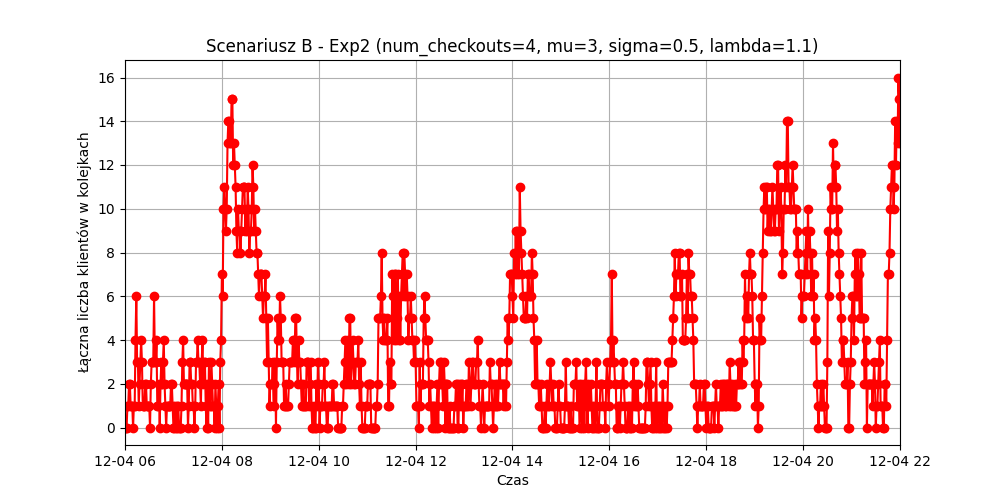 Scenariusz B - Exp2 (num_checkouts=4, mu=3, sigma=0.5, lambda=1.1)
Łączna liczba klientów w kolejkach
16
14
12
10
8
6
4
2
0
12-04 06 12-04 08 12-04 10 12-04 12 12-04 14 12-04 16 12-04 18 12-04 20 12-04 22
Czas